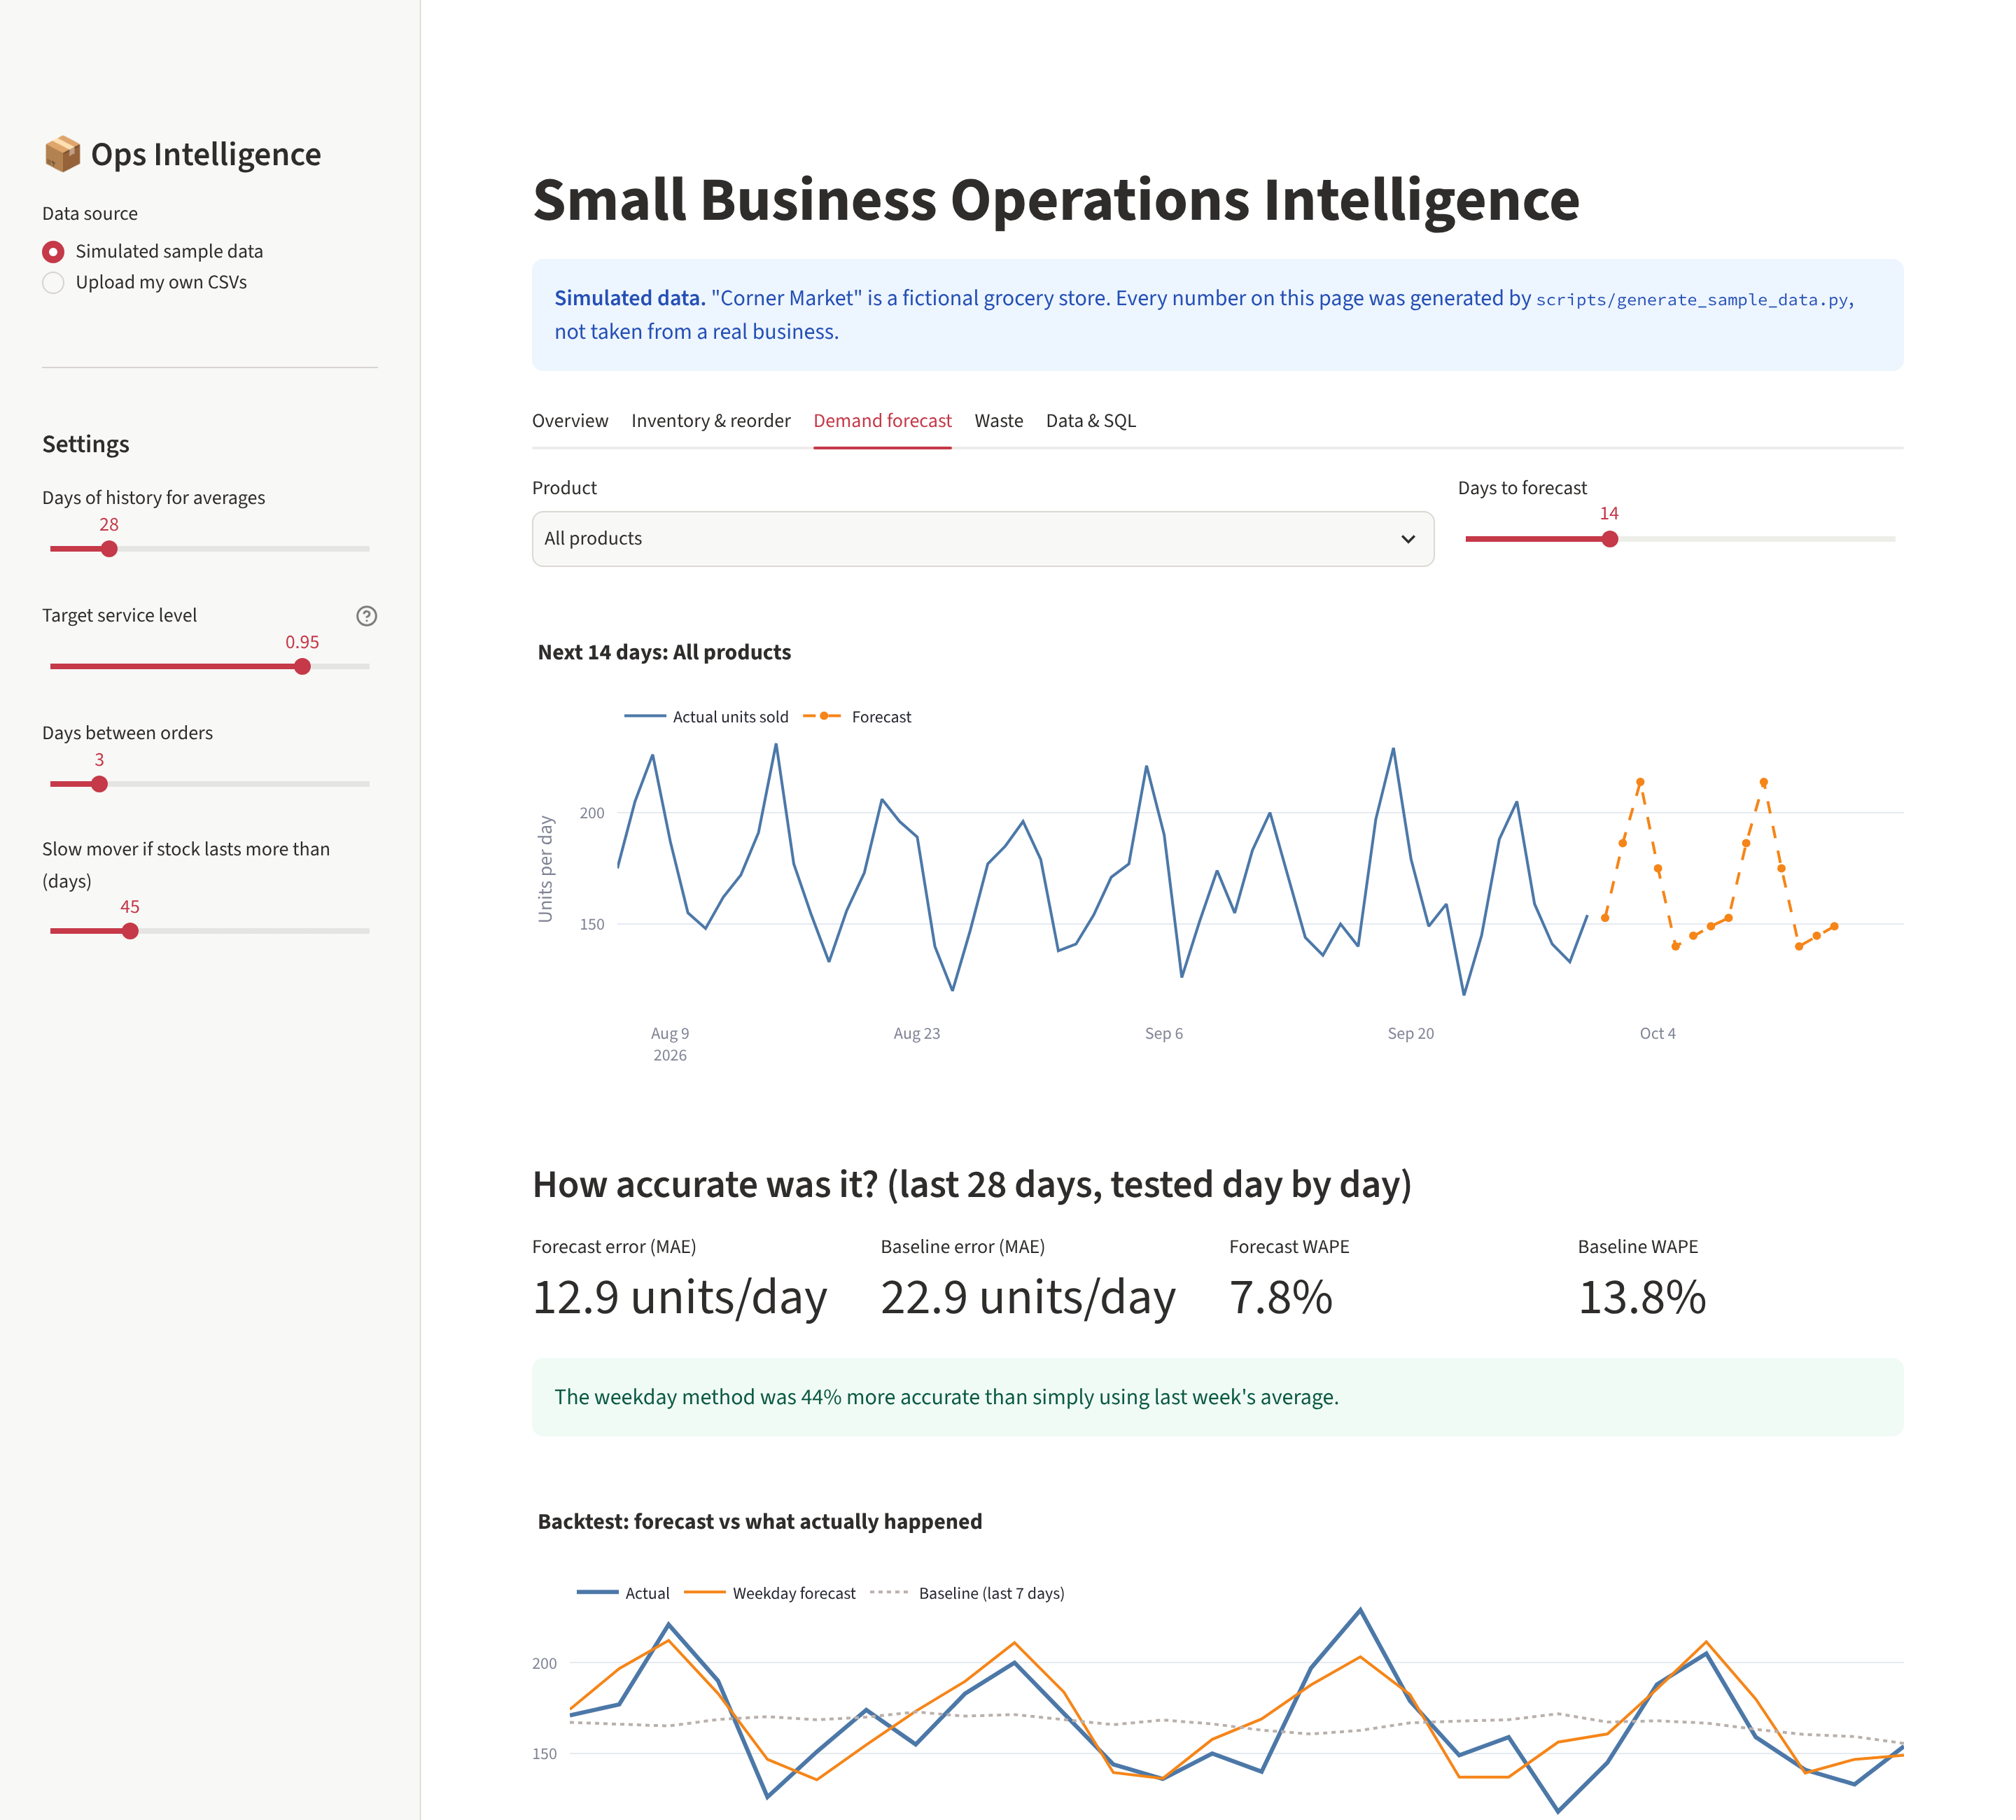 📦 Ops Intelligence
Data source
Simulated sample data
Upload my own CSVs
Settings
Days of history for averages
28
Target service level
0.95
Days between orders
3
Slow mover if stock lasts more than
(days)
45
Small Business Operations Intelligence
Simulated data. "Corner Market" is a fictional grocery store. Every number on this page was generated by scripts/generate_sample_data.py,
not taken from a real business.
Overview Inventory & reorder Demand forecast Waste Data & SQL
Product
All products
Days to forecast
14
Next 14 days: All products
Actual units sold Forecast
Units per day
200
150
Aug 9 Aug 23 Sep 6 Sep 20 Oct 4
2026
How accurate was it? (last 28 days, tested day by day)
Forecast error (MAE) Baseline error (MAE) Forecast WAPE Baseline WAPE
12.9 units/day 22.9 units/day 7.8% 13.8%
The weekday method was 44% more accurate than simply using last week's average.
Backtest: forecast vs what actually happened
Actual Weekday forecast Baseline (last 7 days)
200
150